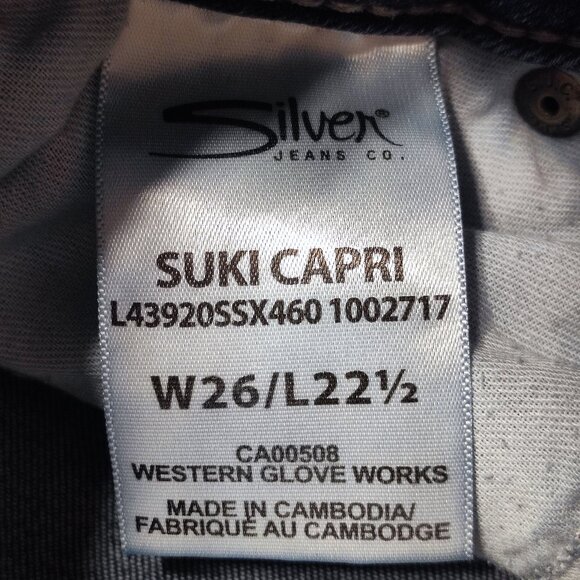 Silver®
JEANS CO.
SUKI CAPRI
L43920SSX460 1002717
W26/L22½
CA00508
WESTERN GLOVE WORKS
MADE IN CAMBODIA/
FABRIQUÉ AU CAMBODGE